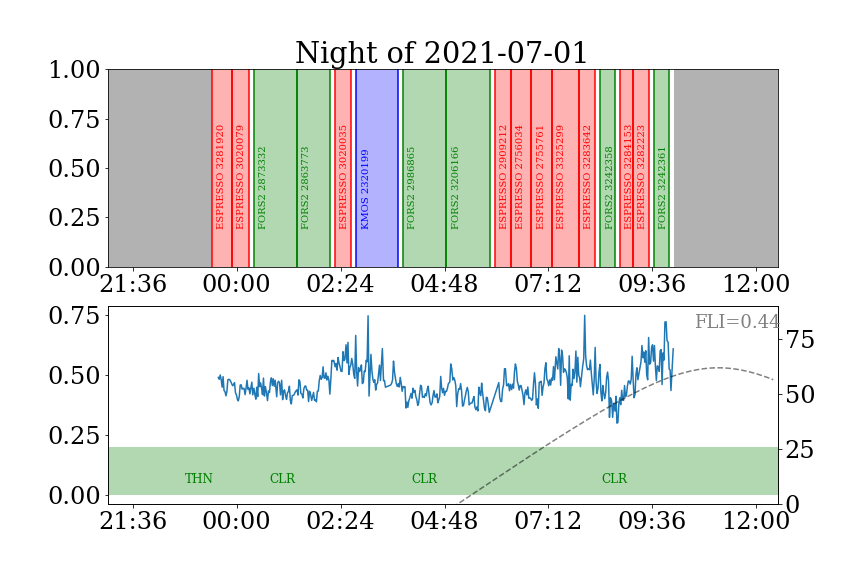 Night of 2021-07-01
1.00
0.75
0.50
0.25
0.00
ESPRESSO 3281920
ESPRESSO 3020079
FORS2 2873332
FORS2 2863773
ESPRESSO 3020035
KMOS 2320199
FORS2 2986865
FORS2 3206166
ESPRESSO 2909212
ESPRESSO 2756034
ESPRESSO 2755761
ESPRESSO 3325299
ESPRESSO 3283642
FORS2 3242358
ESPRESSO 3284153
ESPRESSO 3282223
FORS2 3242361
21:36 00:00 02:24 04:48 07:12 09:36 12:00
0.75
0.50
0.25
0.00
FLI=0.44
75
50
25
0
THN CLR CLR CLR
21:36 00:00 02:24 04:48 07:12 09:36 12:00